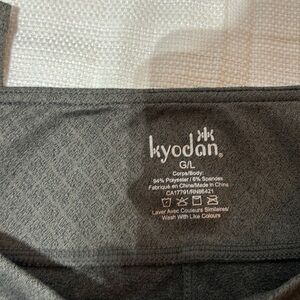 kyodan®
G/L
Corps/Body:
94% Polyester / 6% Spandex
Fabriqué en Chine/Made in China
CA17791/RN86421
Laver Avec Couleurs Similaires/
Wash With Like Colours